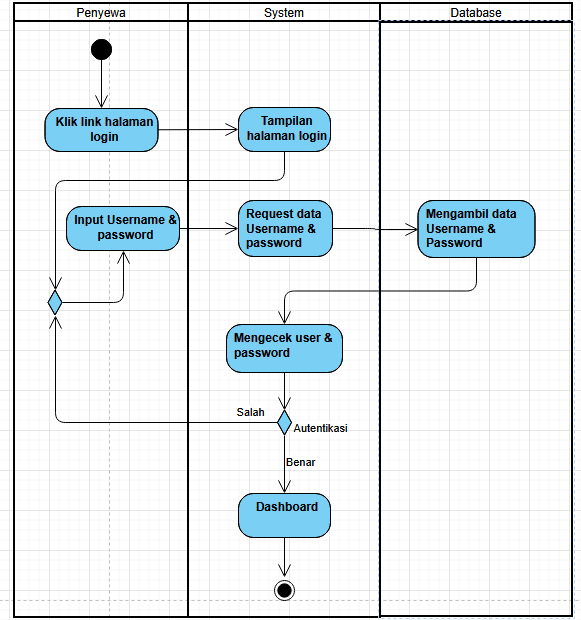 Penyewa
System
Database
Klik link halaman
login
Tampilan
halaman login
Input Username &
password
Request data
Username &
password
Mengambil data
Username &
Password
Mengecek user &
password
Salah
Autentikasi
Benar
Dashboard